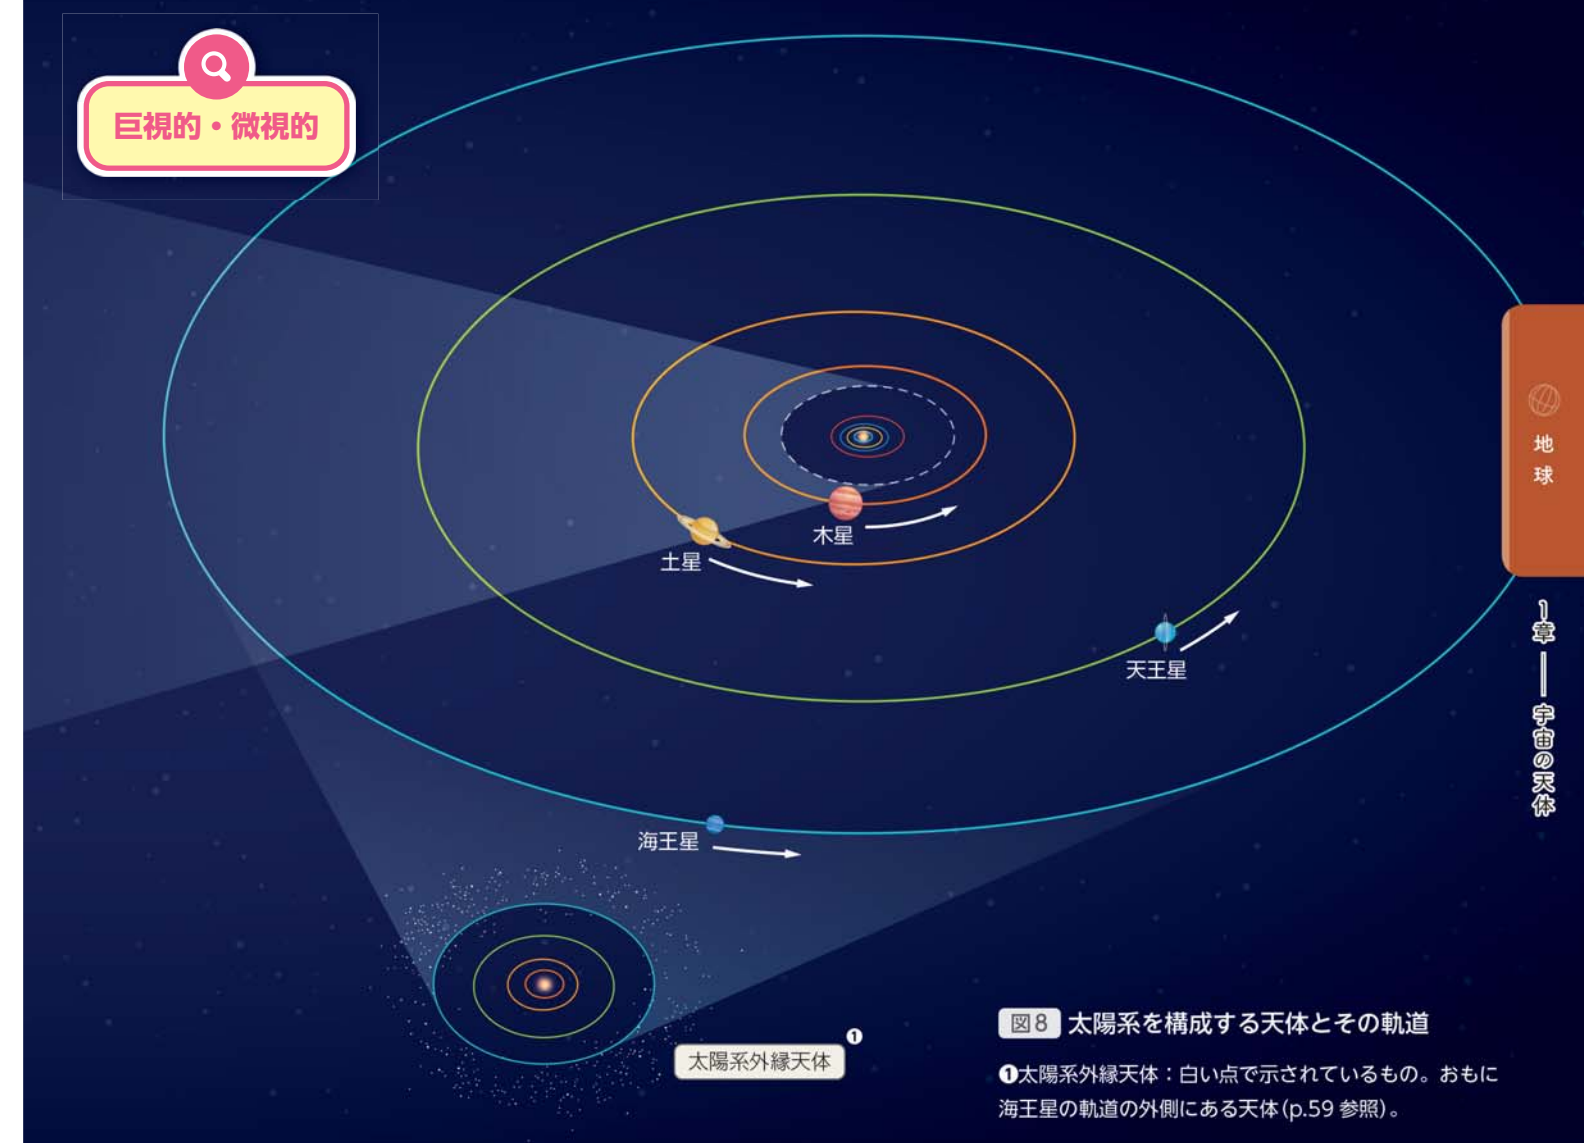 巨視的・微視的
木星
土星
天王星
海王星
太陽系外縁天体
❶
図8 太陽系を構成する天体とその軌道
❶太陽系外縁天体：白い点で示されているもの。おもに
海王星の軌道の外側にある天体(p.59 参照)。
地球
1章 ── 宇宙の天体